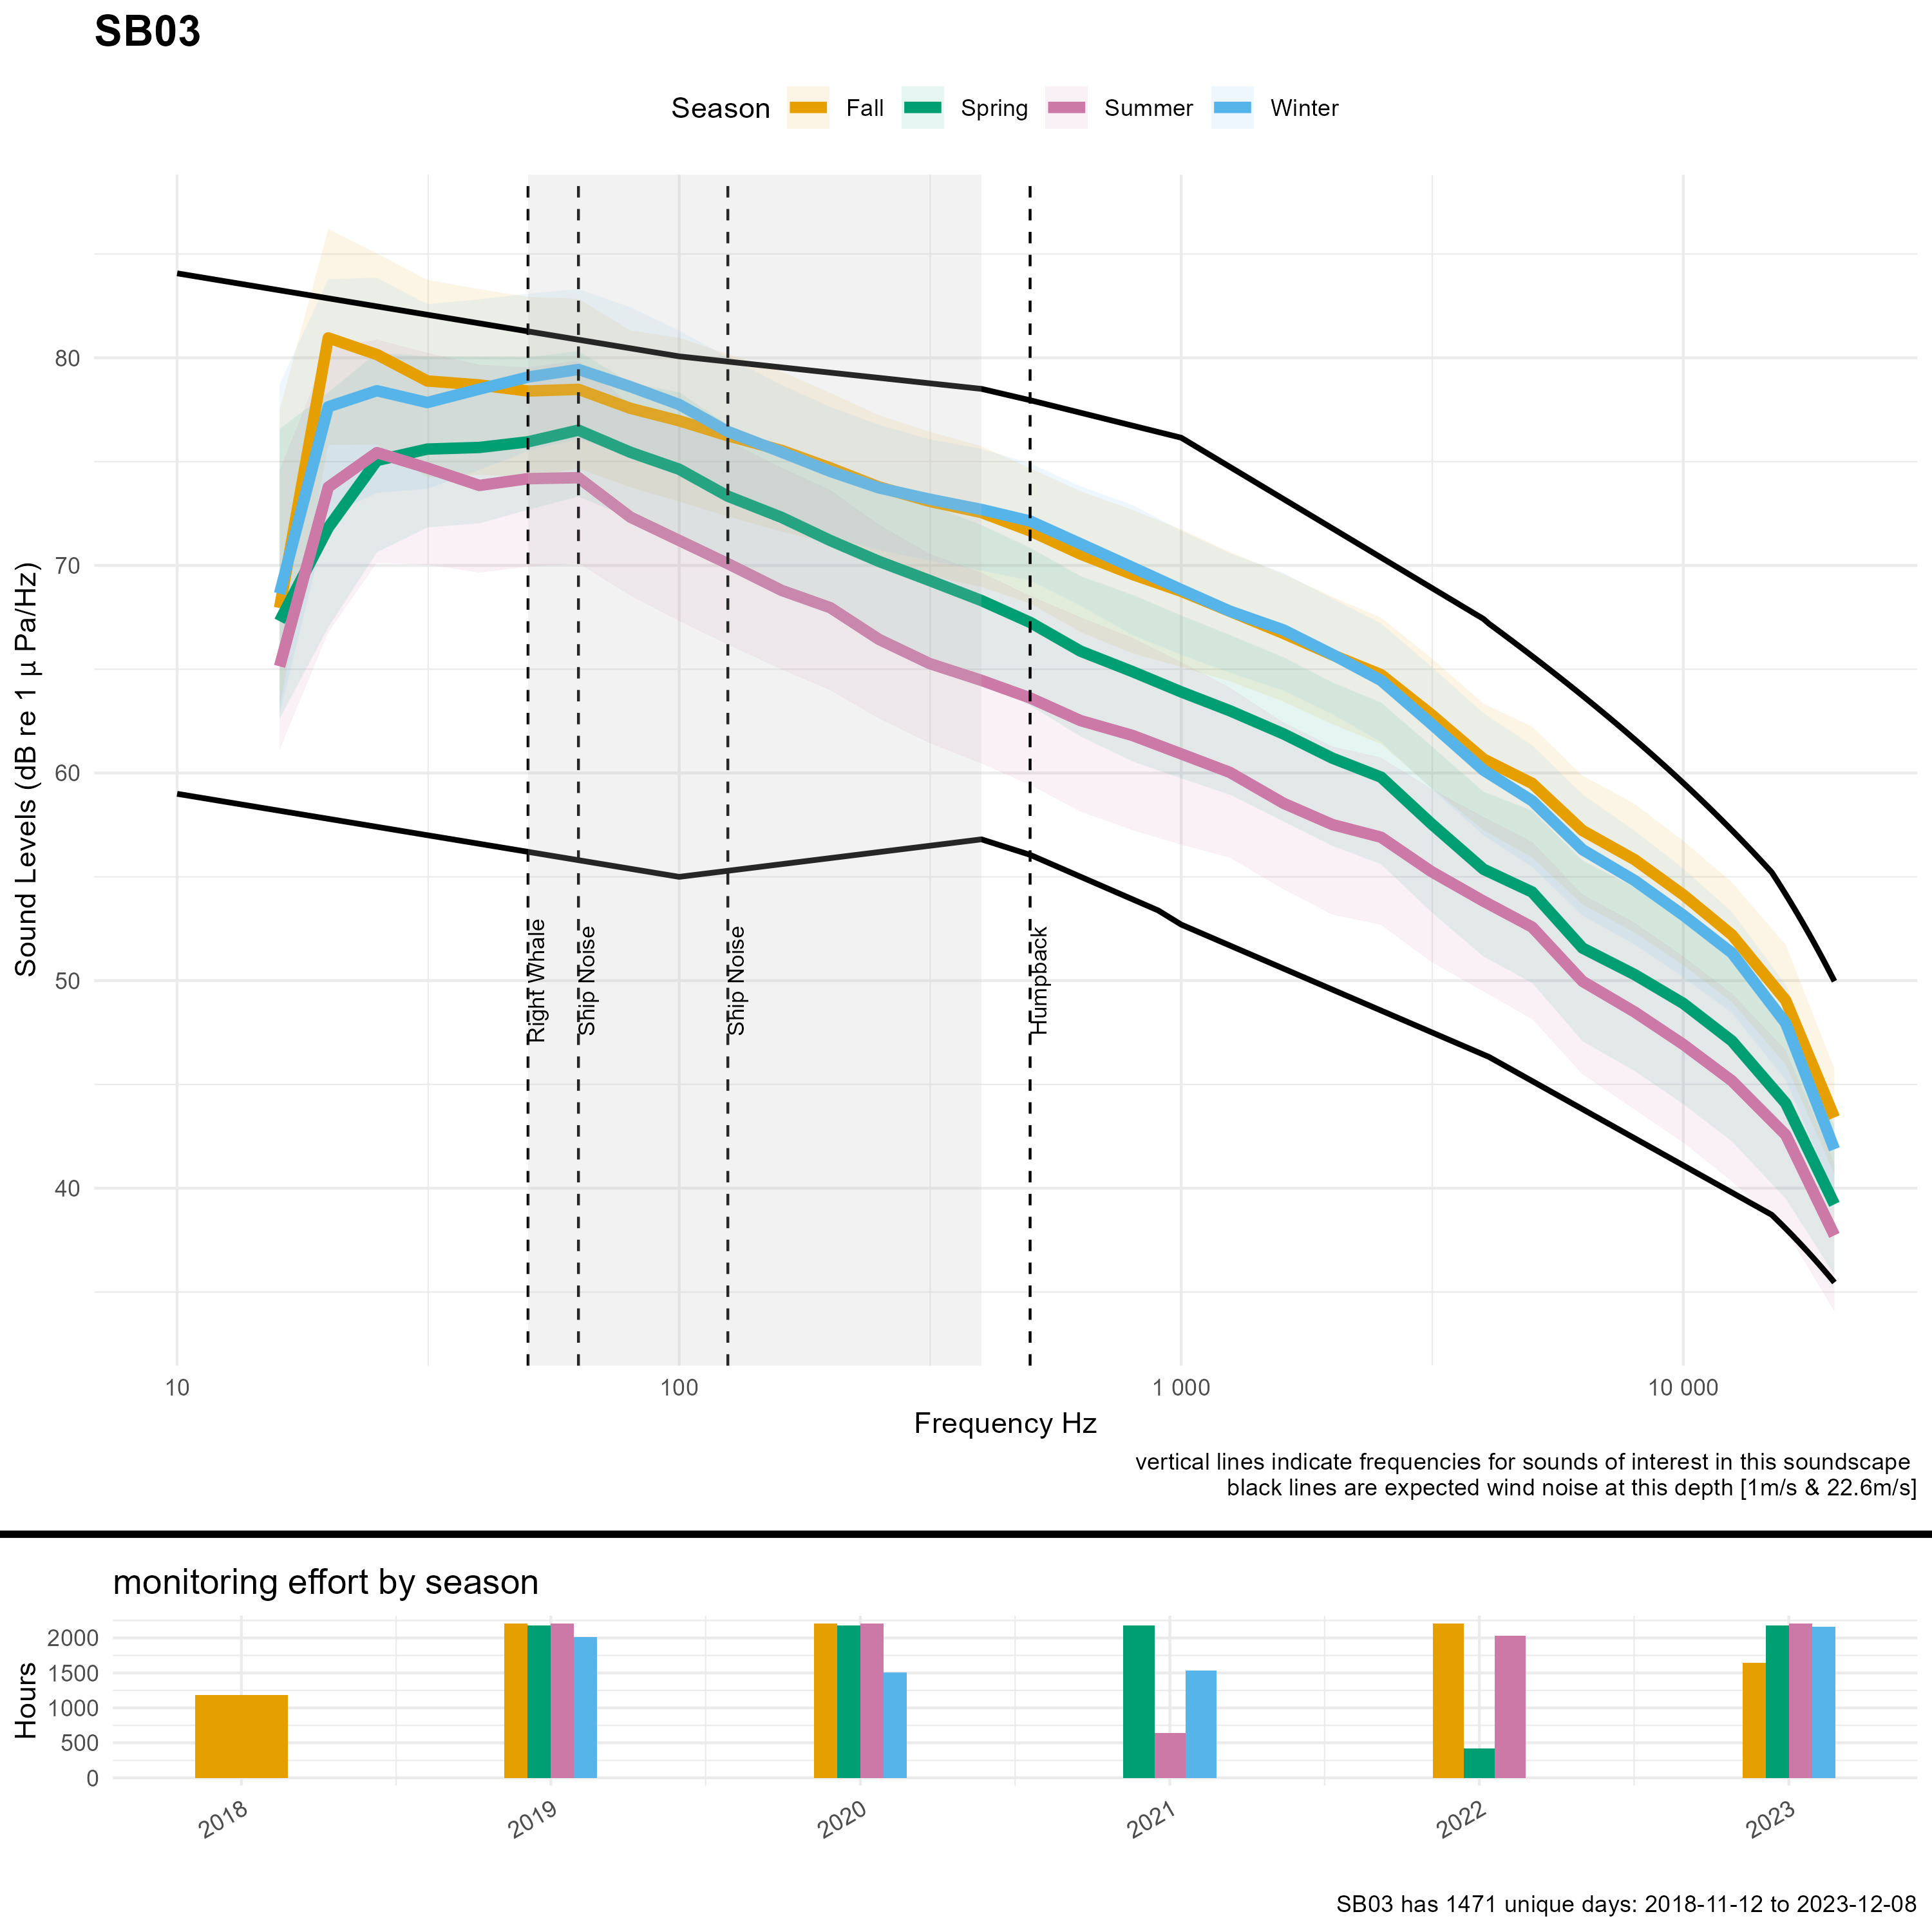 SB03
Season Fall Spring Summer Winter
Sound Levels (dB re 1 µ Pa/Hz)
80
70
60
50
40
Right Whale
Ship Noise
Ship Noise
Humpback
10 100 1 000 10 000
Frequency Hz
vertical lines indicate frequencies for sounds of interest in this soundscape
black lines are expected wind noise at this depth [1m/s & 22.6m/s]
monitoring effort by season
Hours
2000
1500
1000
500
0
2018 2019 2020 2021 2022 2023
SB03 has 1471 unique days: 2018-11-12 to 2023-12-08